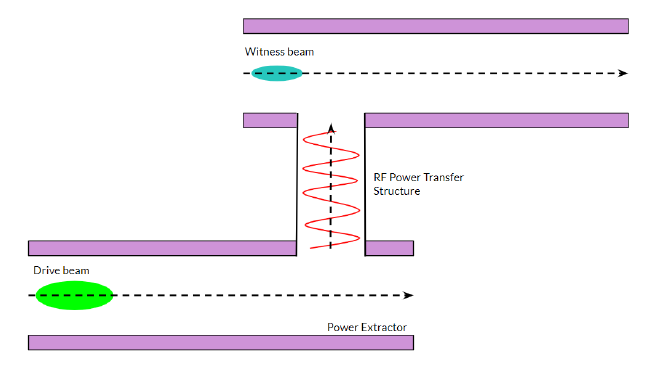 Witness beam
RF Power Transfer
Structure
Drive beam
Power Extractor